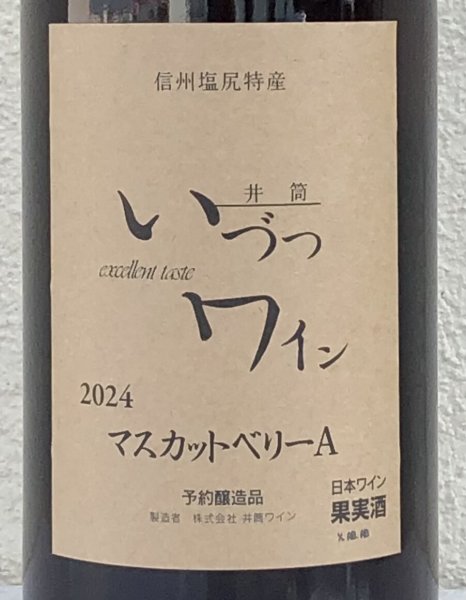 信州塩尻特産
井筒
いづつ
excellent taste
ワイン
2024
マスカットベリーA
日本ワイン
予約醸造品
果実酒
製造者 株式会社 井筒ワイン